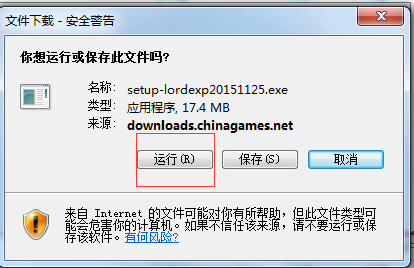 文件下载 - 安全警告
你想运行或保存此文件吗?
名称: setup-lordexp20151125.exe
类型: 应用程序, 17.4 MB
来源: downloads.chinagames.net
运行(R) 保存(S) 取消
来自 Internet 的文件可能对你有所帮助，但此文件类型可
能会危害你的计算机。如果不信任该来源，请不要运行或保
存该软件。有何风险?